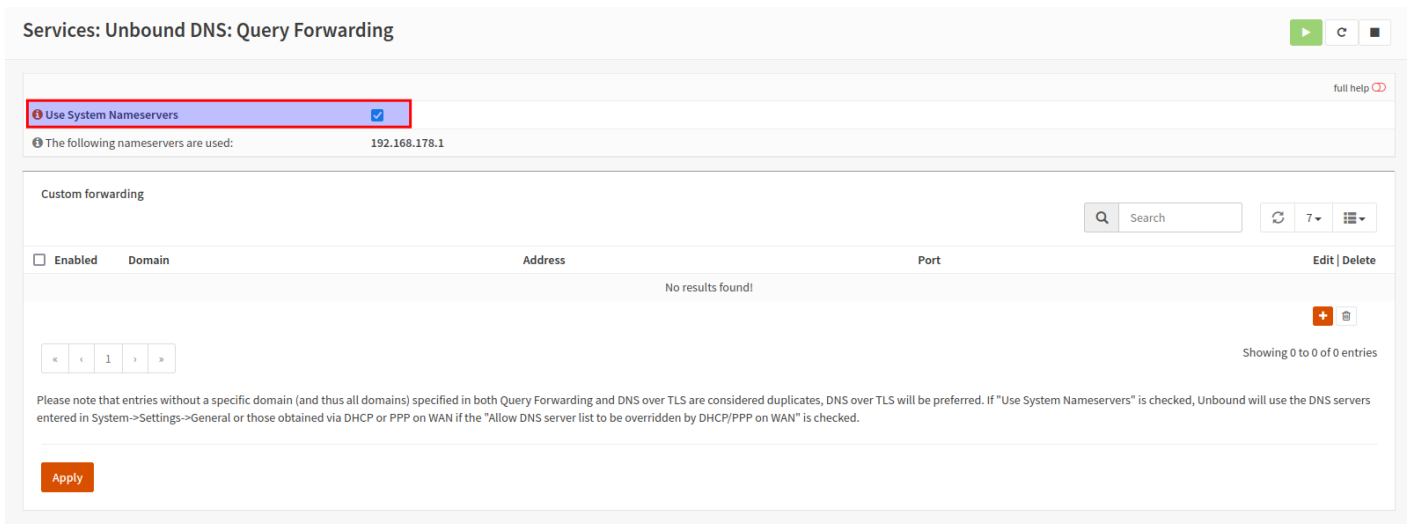 Services: Unbound DNS: Query Forwarding
full help
Use System Nameservers
The following nameservers are used: 192.168.178.1
Custom forwarding
Search 7
Enabled Domain Address Port Edit | Delete
No results found!
« ‹ 1 › »
Showing 0 to 0 of 0 entries
Please note that entries without a specific domain (and thus all domains) specified in both Query Forwarding and DNS over TLS are considered duplicates, DNS over TLS will be preferred. If "Use System Nameservers" is checked, Unbound will use the DNS servers
entered in System->Settings->General or those obtained via DHCP or PPP on WAN if the "Allow DNS server list to be overridden by DHCP/PPP on WAN" is checked.
Apply